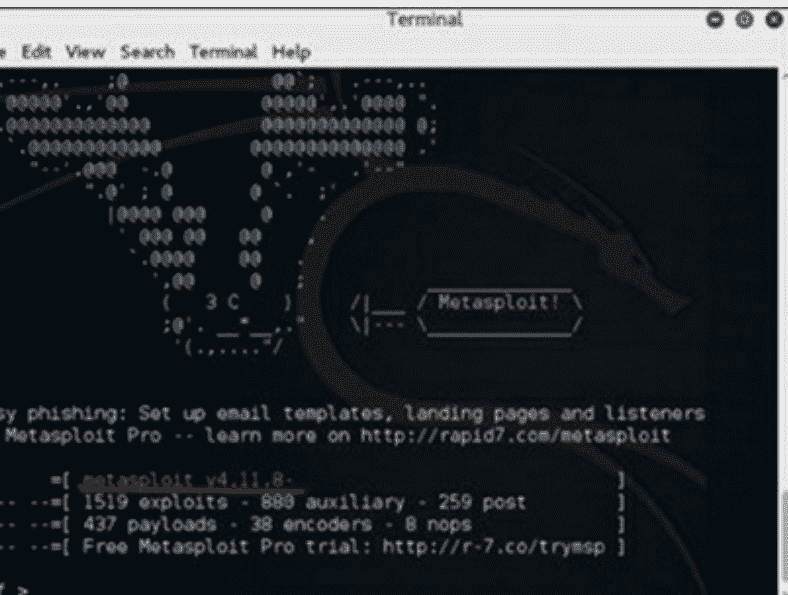 Terminal
Edit View Search Terminal Help
Metasploit!
phishing: Set up email templates, landing pages and listeners
Metasploit Pro -- learn more on http://rapid7.com/metasploit
=[ metasploit v4.11.8-                                ]
-- --=[ 1519 exploits - 880 auxiliary - 259 post        ]
-- --=[ 437 payloads - 38 encoders - 8 nops             ]
-- --=[ Free Metasploit Pro trial: http://r-7.co/trymsp ]
>